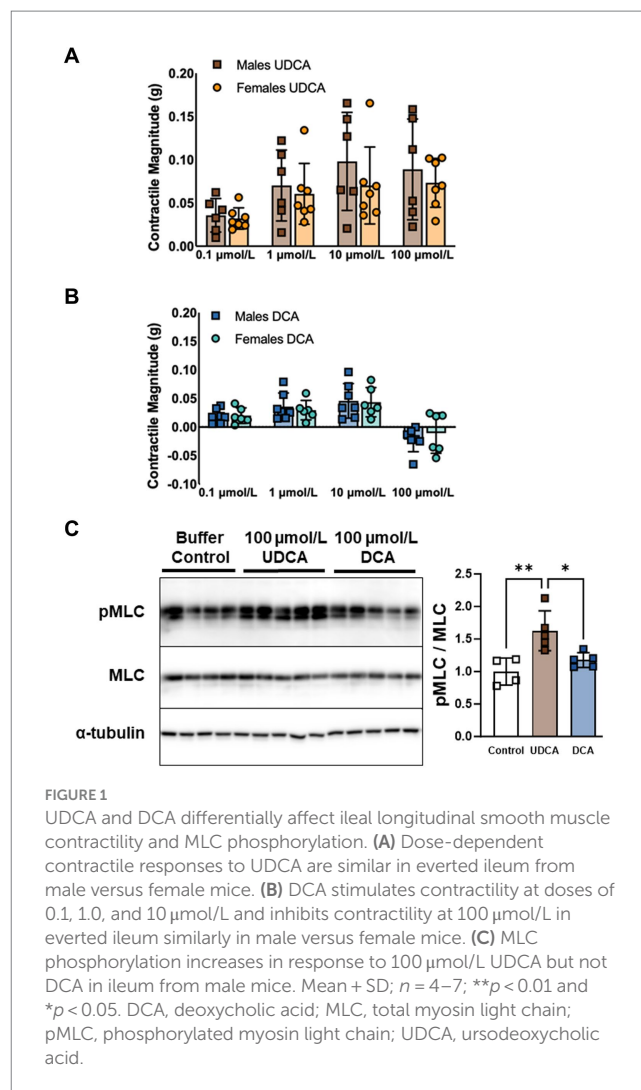 A
Males UDCA
Females UDCA
Contractile Magnitude (g)
0.20
0.15
0.10
0.05
0.00
0.1 µmol/L 1 µmol/L 10 µmol/L 100 µmol/L
B
Males DCA
Females DCA
Contractile Magnitude (g)
0.20
0.15
0.10
0.05
0.00
-0.05
-0.10
0.1 µmol/L 1 µmol/L 10 µmol/L 100 µmol/L
C
Buffer 100 µmol/L 100 µmol/L
Control UDCA DCA
pMLC
MLC
α-tubulin
** *
pMLC / MLC
2.5
2.0
1.5
1.0
0.5
0.0
Control UDCA DCA
FIGURE 1
UDCA and DCA differentially affect ileal longitudinal smooth muscle
contractility and MLC phosphorylation. (A) Dose-dependent
contractile responses to UDCA are similar in everted ileum from
male versus female mice. (B) DCA stimulates contractility at doses of
0.1, 1.0, and 10 μmol/L and inhibits contractility at 100 μmol/L in
everted ileum similarly in male versus female mice. (C) MLC
phosphorylation increases in response to 100 μmol/L UDCA but not
DCA in ileum from male mice. Mean + SD; n = 4–7; **p < 0.01 and
*p < 0.05. DCA, deoxycholic acid; MLC, total myosin light chain;
pMLC, phosphorylated myosin light chain; UDCA, ursodeoxycholic
acid.